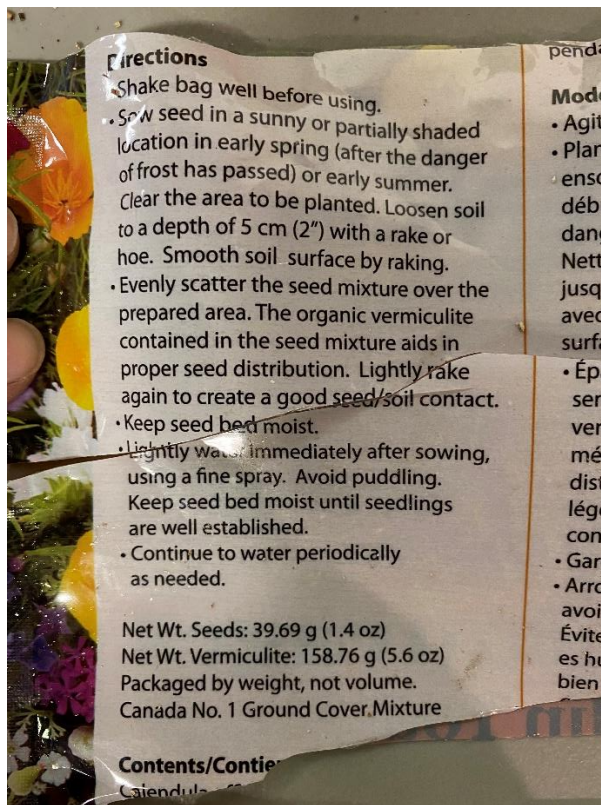 Directions
• Shake bag well before using.
• Sow seed in a sunny or partially shaded
location in early spring (after the danger
of frost has passed) or early summer.
Clear the area to be planted. Loosen soil
to a depth of 5 cm (2") with a rake or
hoe. Smooth soil surface by raking.
• Evenly scatter the seed mixture over the
prepared area. The organic vermiculite
contained in the seed mixture aids in
proper seed distribution. Lightly rake
again to create a good seed/soil contact.
• Keep seed bed moist.
• Lightly water immediately after sowing,
using a fine spray. Avoid puddling.
Keep seed bed moist until seedlings
are well established.
• Continue to water periodically
as needed.
Net Wt. Seeds: 39.69 g (1.4 oz)
Net Wt. Vermiculite: 158.76 g (5.6 oz)
Packaged by weight, not volume.
Canada No. 1 Ground Cover Mixture
Contents/Contie
Calendula
penda
Mode
• Agit
• Plan
enso
déb
dang
Nett
jusq
avec
surfa
• Ép
ser
ver
mé
dist
lége
con
• Gar
• Arro
avoi
Évite
es hu
bien